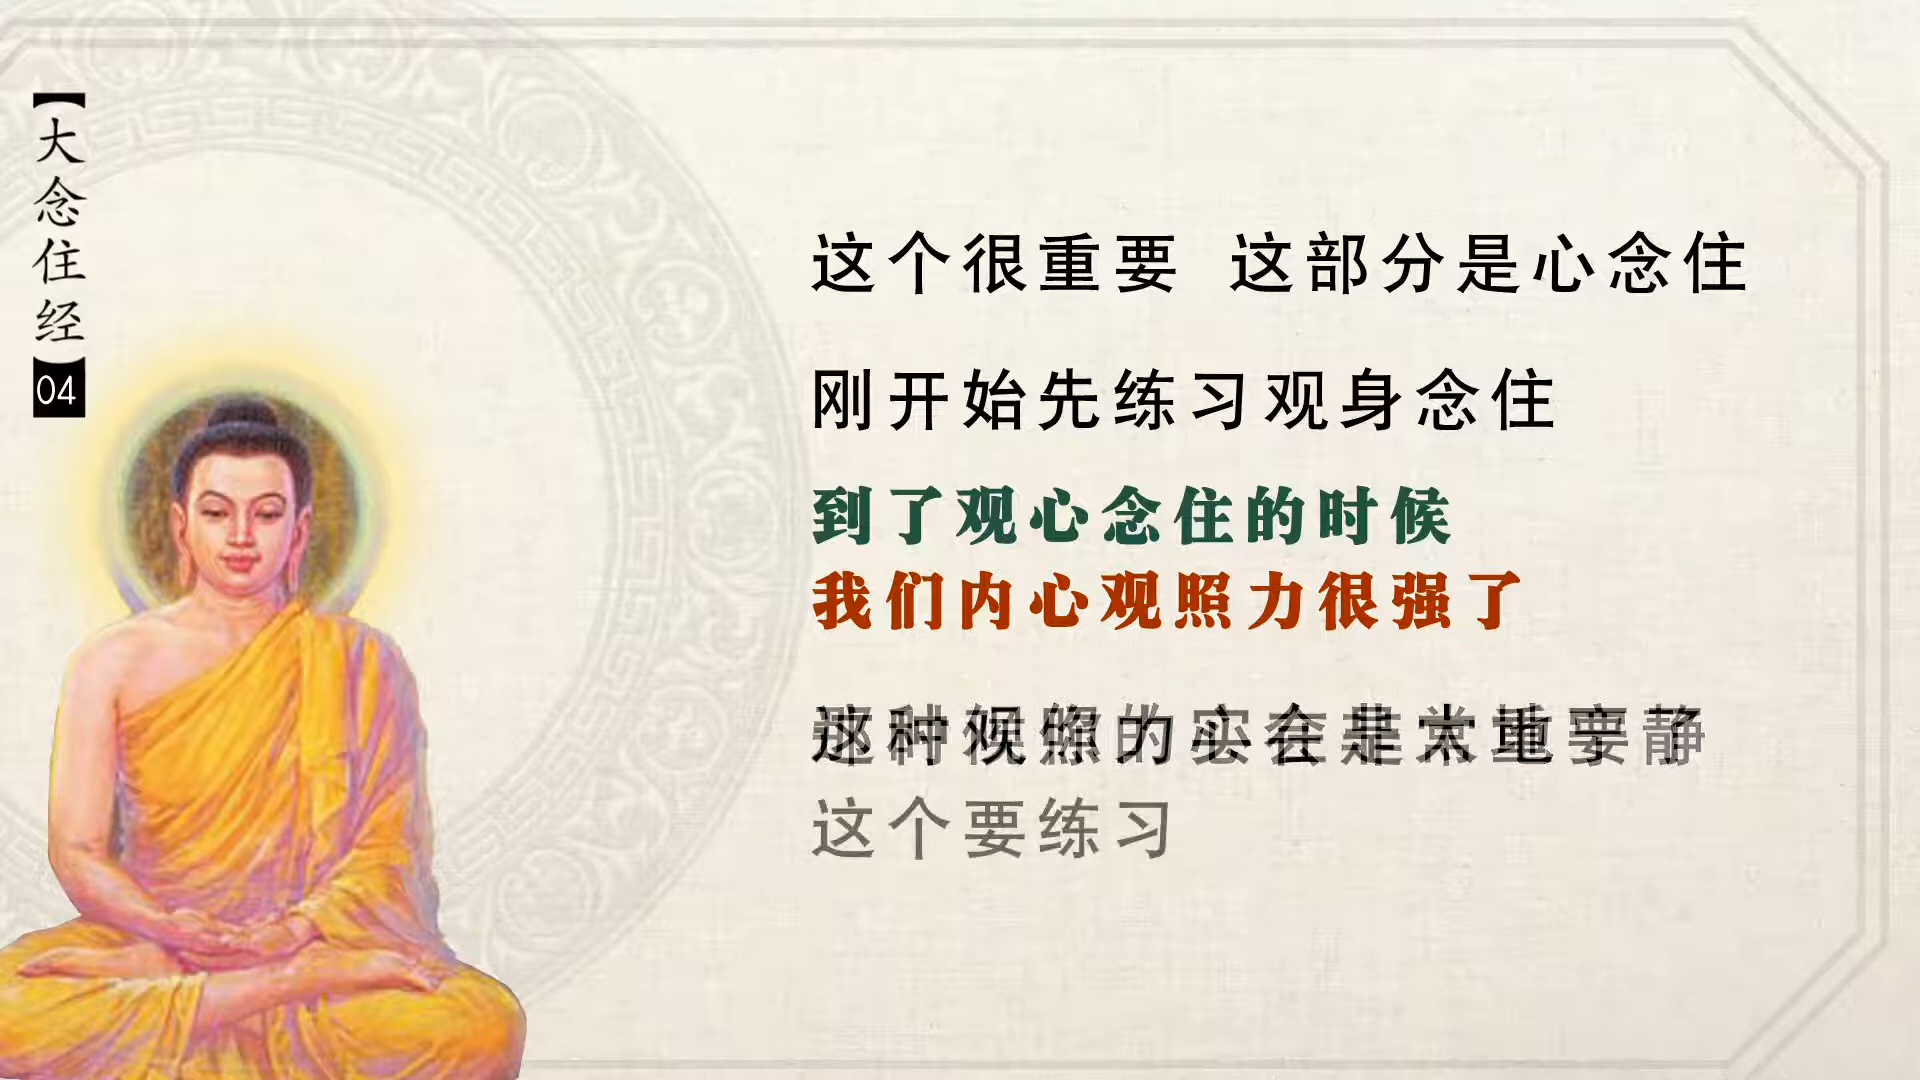 【大念住经】
04
这个很重要 这部分是心念住
刚开始先练习观身念住
到了观心念住的时候
我们内心观照力很强了
这个要练习